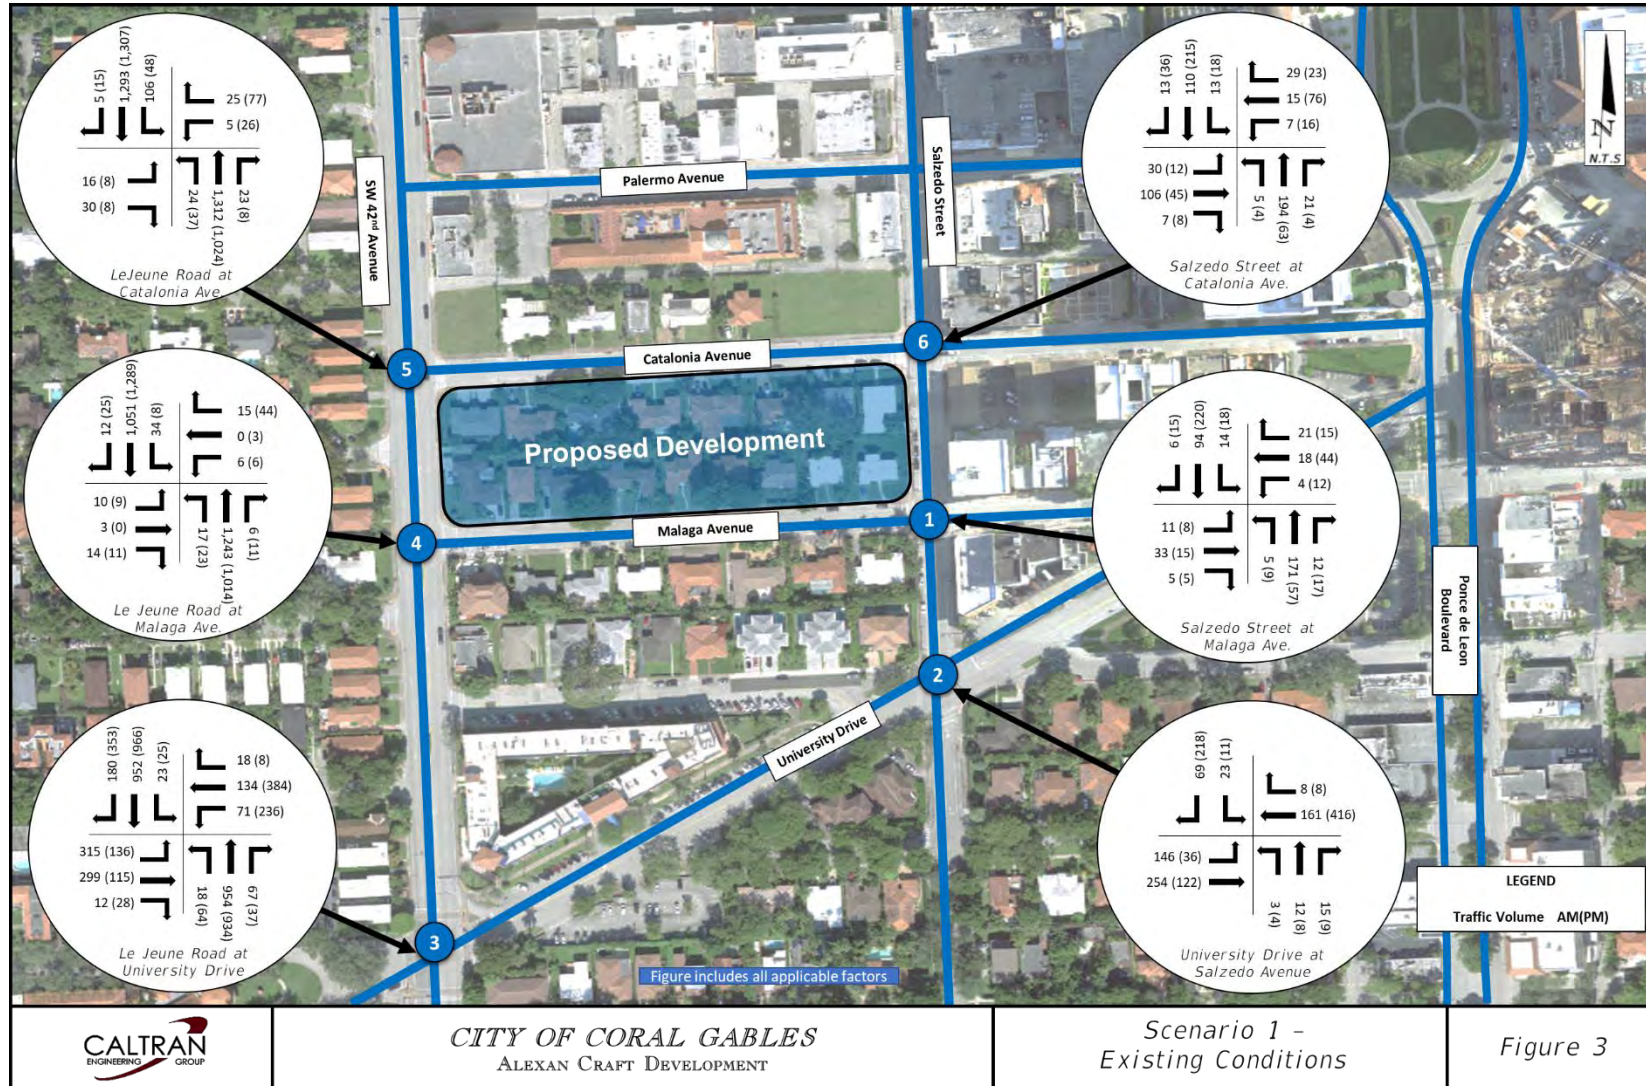 5 (15)
1,293 (1,307)
106 (48)
25 (77)
5 (26)
16 (8)
30 (8)
24 (37)
1,312 (1,024)
23 (8)
LeJeune Road at
Catalonia Ave.
13 (36)
110 (215)
13 (18)
29 (23)
15 (76)
7 (16)
30 (12)
106 (45)
7 (8)
5 (4)
194 (63)
21 (4)
Salzedo Street at
Catalonia Ave.
N
N.T.S
SW 42nd Avenue
Palermo Avenue
Salzedo Street
Catalonia Avenue
5
6
12 (25)
1,051 (1,289)
34 (8)
15 (44)
0 (3)
6 (6)
10 (9)
3 (0)
14 (11)
17 (23)
1,243 (1,014)
6 (11)
Le Jeune Road at
Malaga Ave.
Proposed Development
4
Malaga Avenue
1
6 (15)
94 (220)
14 (18)
21 (15)
18 (44)
4 (12)
11 (8)
33 (15)
5 (5)
5 (9)
171 (57)
12 (17)
Salzedo Street at
Malaga Ave.
Ponce de Leon
Boulevard
2
University Drive
3
180 (353)
952 (966)
23 (25)
18 (8)
134 (384)
71 (236)
315 (136)
299 (115)
12 (28)
18 (64)
954 (934)
67 (37)
Le Jeune Road at
University Drive
69 (218)
23 (11)
8 (8)
161 (416)
146 (36)
254 (122)
3 (4)
12 (8)
15 (9)
University Drive at
Salzedo Avenue
LEGEND
Traffic Volume AM(PM)
Figure includes all applicable factors
CALTRAN
ENGINEERING GROUP
CITY OF CORAL GABLES
ALEXAN CRAFT DEVELOPMENT
Scenario 1 –
Existing Conditions
Figure 3